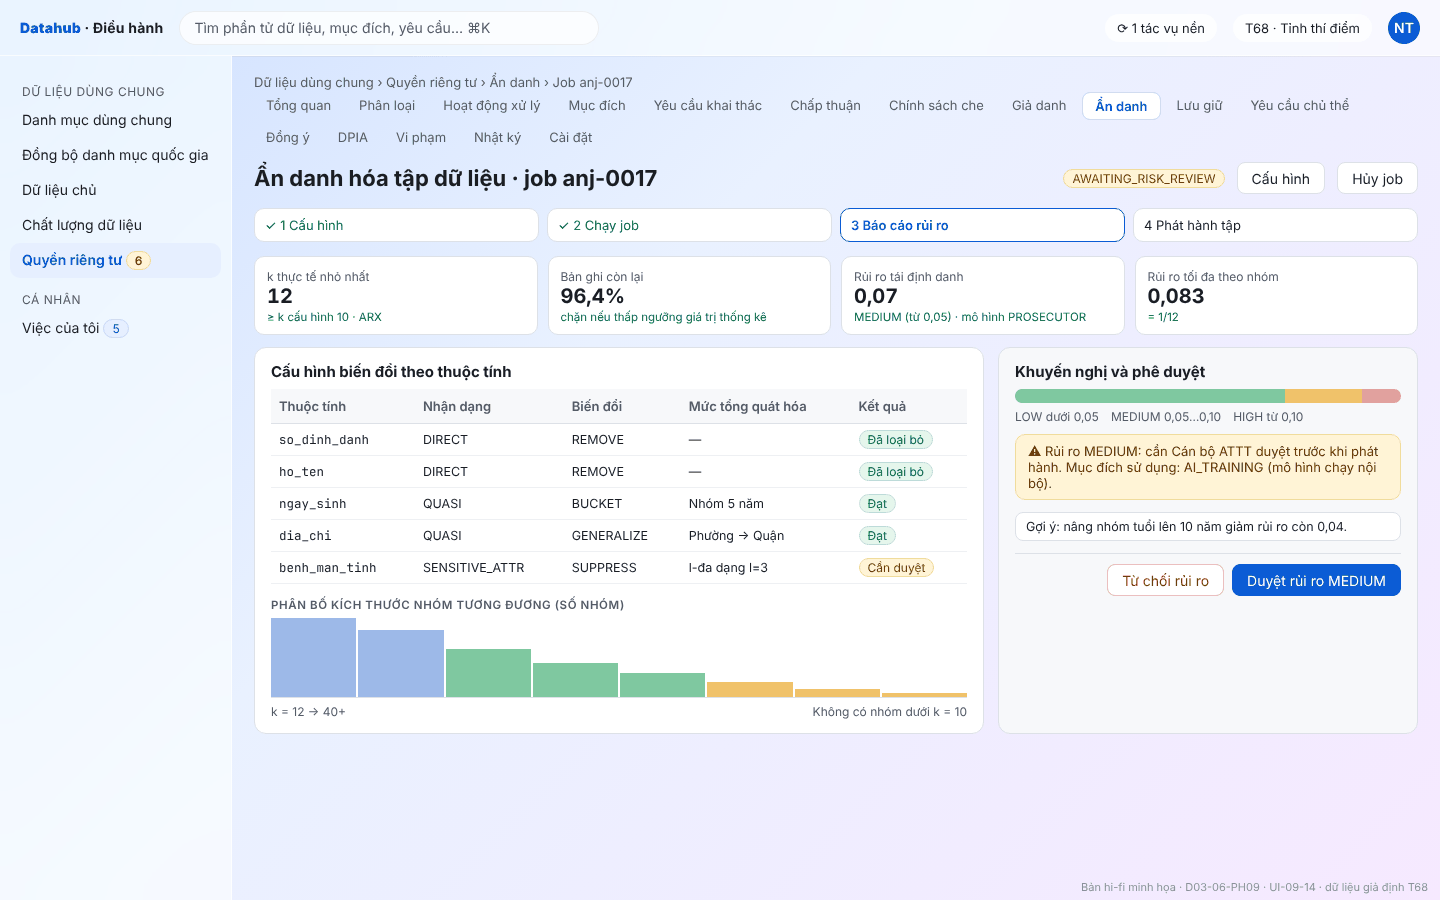 Datahub · Điều hành
Tìm phần tử dữ liệu, mục đích, yêu cầu... ⌘K
⟳ 1 tác vụ nền
T68 · Tỉnh thí điểm
NT
DỮ LIỆU DÙNG CHUNG
Danh mục dùng chung
Đồng bộ danh mục quốc gia
Dữ liệu chủ
Chất lượng dữ liệu
Quyền riêng tư 6
CÁ NHÂN
Việc của tôi 5
Dữ liệu dùng chung › Quyền riêng tư › Ẩn danh › Job anj-0017
Tổng quan Phân loại Hoạt động xử lý Mục đích Yêu cầu khai thác Chấp thuận Chính sách che Giả danh Ẩn danh Lưu giữ Yêu cầu chủ thể
Đồng ý DPIA Vi phạm Nhật ký Cài đặt
Ẩn danh hóa tập dữ liệu · job anj-0017
AWAITING_RISK_REVIEW
Cấu hình
Hủy job
✓ 1 Cấu hình
✓ 2 Chạy job
3 Báo cáo rủi ro
4 Phát hành tập
k thực tế nhỏ nhất
12
≥ k cấu hình 10 · ARX
Bản ghi còn lại
96,4%
chặn nếu thấp ngưỡng giá trị thống kê
Rủi ro tái định danh
0,07
MEDIUM (từ 0,05) · mô hình PROSECUTOR
Rủi ro tối đa theo nhóm
0,083
= 1/12
Cấu hình biến đổi theo thuộc tính
Thuộc tính Nhận dạng Biến đổi Mức tổng quát hóa Kết quả
so_dinh_danh DIRECT REMOVE — Đã loại bỏ
ho_ten DIRECT REMOVE — Đã loại bỏ
ngay_sinh QUASI BUCKET Nhóm 5 năm Đạt
dia_chi QUASI GENERALIZE Phường → Quận Đạt
benh_man_tinh SENSITIVE_ATTR SUPPRESS l-đa dạng l=3 Cần duyệt
PHÂN BỐ KÍCH THƯỚC NHÓM TƯƠNG ĐƯƠNG (SỐ NHÓM)
k = 12 → 40+
Không có nhóm dưới k = 10
Khuyến nghị và phê duyệt
LOW dưới 0,05 MEDIUM 0,05…0,10 HIGH từ 0,10
⚠ Rủi ro MEDIUM: cần Cán bộ ATTT duyệt trước khi phát
hành. Mục đích sử dụng: AI_TRAINING (mô hình chạy nội
bộ).
Gợi ý: nâng nhóm tuổi lên 10 năm giảm rủi ro còn 0,04.
Từ chối rủi ro
Duyệt rủi ro MEDIUM
Bản hi-fi minh họa · D03-06-PH09 · UI-09-14 · dữ liệu giả định T68